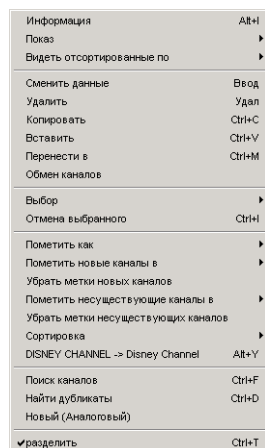 Информация Alt+I
Показ
Видеть отсортированные по
Сменить данные Ввод
Удалить Удал
Копировать Ctrl+C
Вставить Ctrl+V
Перенести в Ctrl+M
Обмен каналов
Выбор
Отмена выбранного Ctrl+I
Пометить как
Пометить новые каналы в
Убрать метки новых каналов
Пометить несуществующие каналы в
Убрать метки несуществующих каналов
Сортировка
DISNEY CHANNEL -> Disney Channel Alt+Y
Поиск каналов Ctrl+F
Найти дубликаты Ctrl+D
Новый (Аналоговый)
разделить Ctrl+T